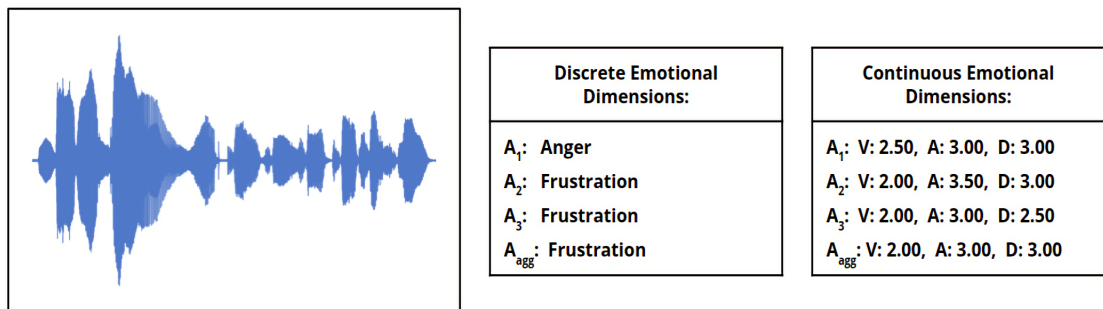 Discrete Emotional
Dimensions:
A1: Anger
A2: Frustration
A3: Frustration
Aagg: Frustration
Continuous Emotional
Dimensions:
A1: V: 2.50, A: 3.00, D: 3.00
A2: V: 2.00, A: 3.50, D: 3.00
A3: V: 2.00, A: 3.00, D: 2.50
Aagg: V: 2.00, A: 3.00, D: 3.00